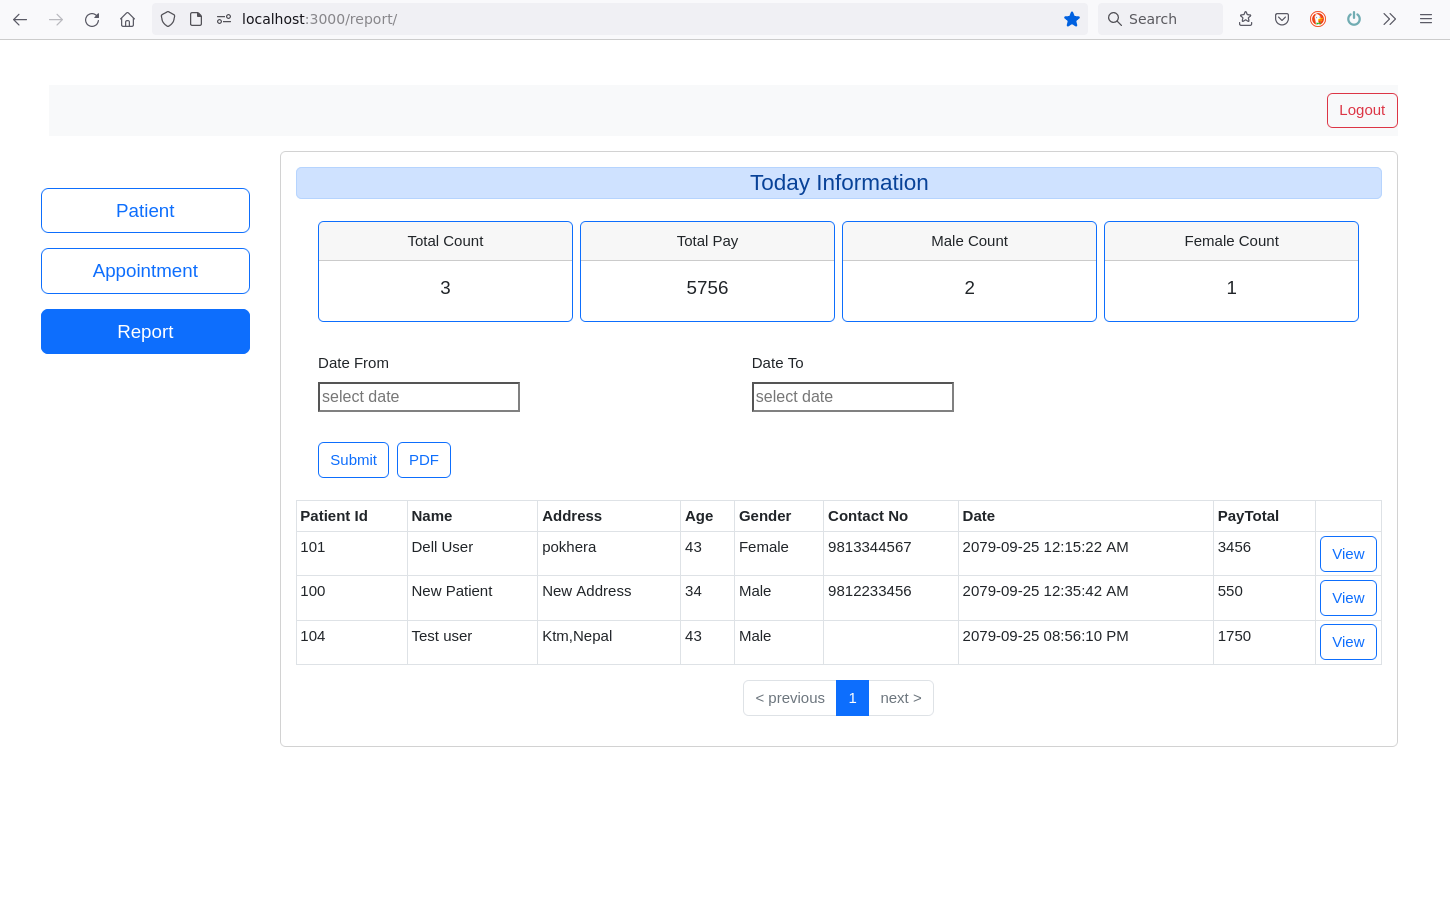 localhost:3000/report/
Search
Logout
Patient
Appointment
Report
Today Information
Total Count Total Pay Male Count Female Count
3 5756 2 1
Date From Date To
select date select date
Submit PDF
Patient Id Name Address Age Gender Contact No Date PayTotal
101 Dell User pokhera 43 Female 9813344567 2079-09-25 12:15:22 AM 3456 View
100 New Patient New Address 34 Male 9812233456 2079-09-25 12:35:42 AM 550 View
104 Test user Ktm,Nepal 43 Male 2079-09-25 08:56:10 PM 1750 View
< previous 1 next >